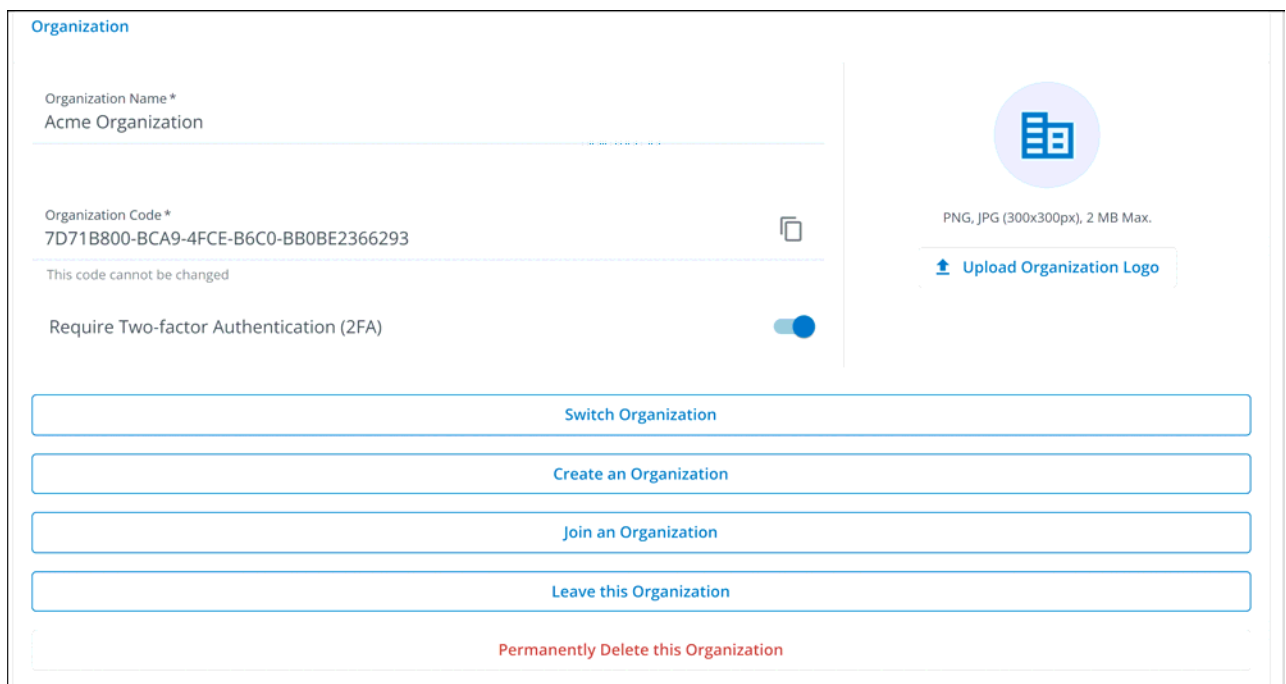 Organization
Organization Name*
Acme Organization
Organization Code*
7D71B800-BCA9-4FCE-B6C0-BB0BE2366293
This code cannot be changed
Require Two-factor Authentication (2FA)
PNG, JPG (300x300px), 2 MB Max.
Upload Organization Logo
Switch Organization
Create an Organization
Join an Organization
Leave this Organization
Permanently Delete this Organization